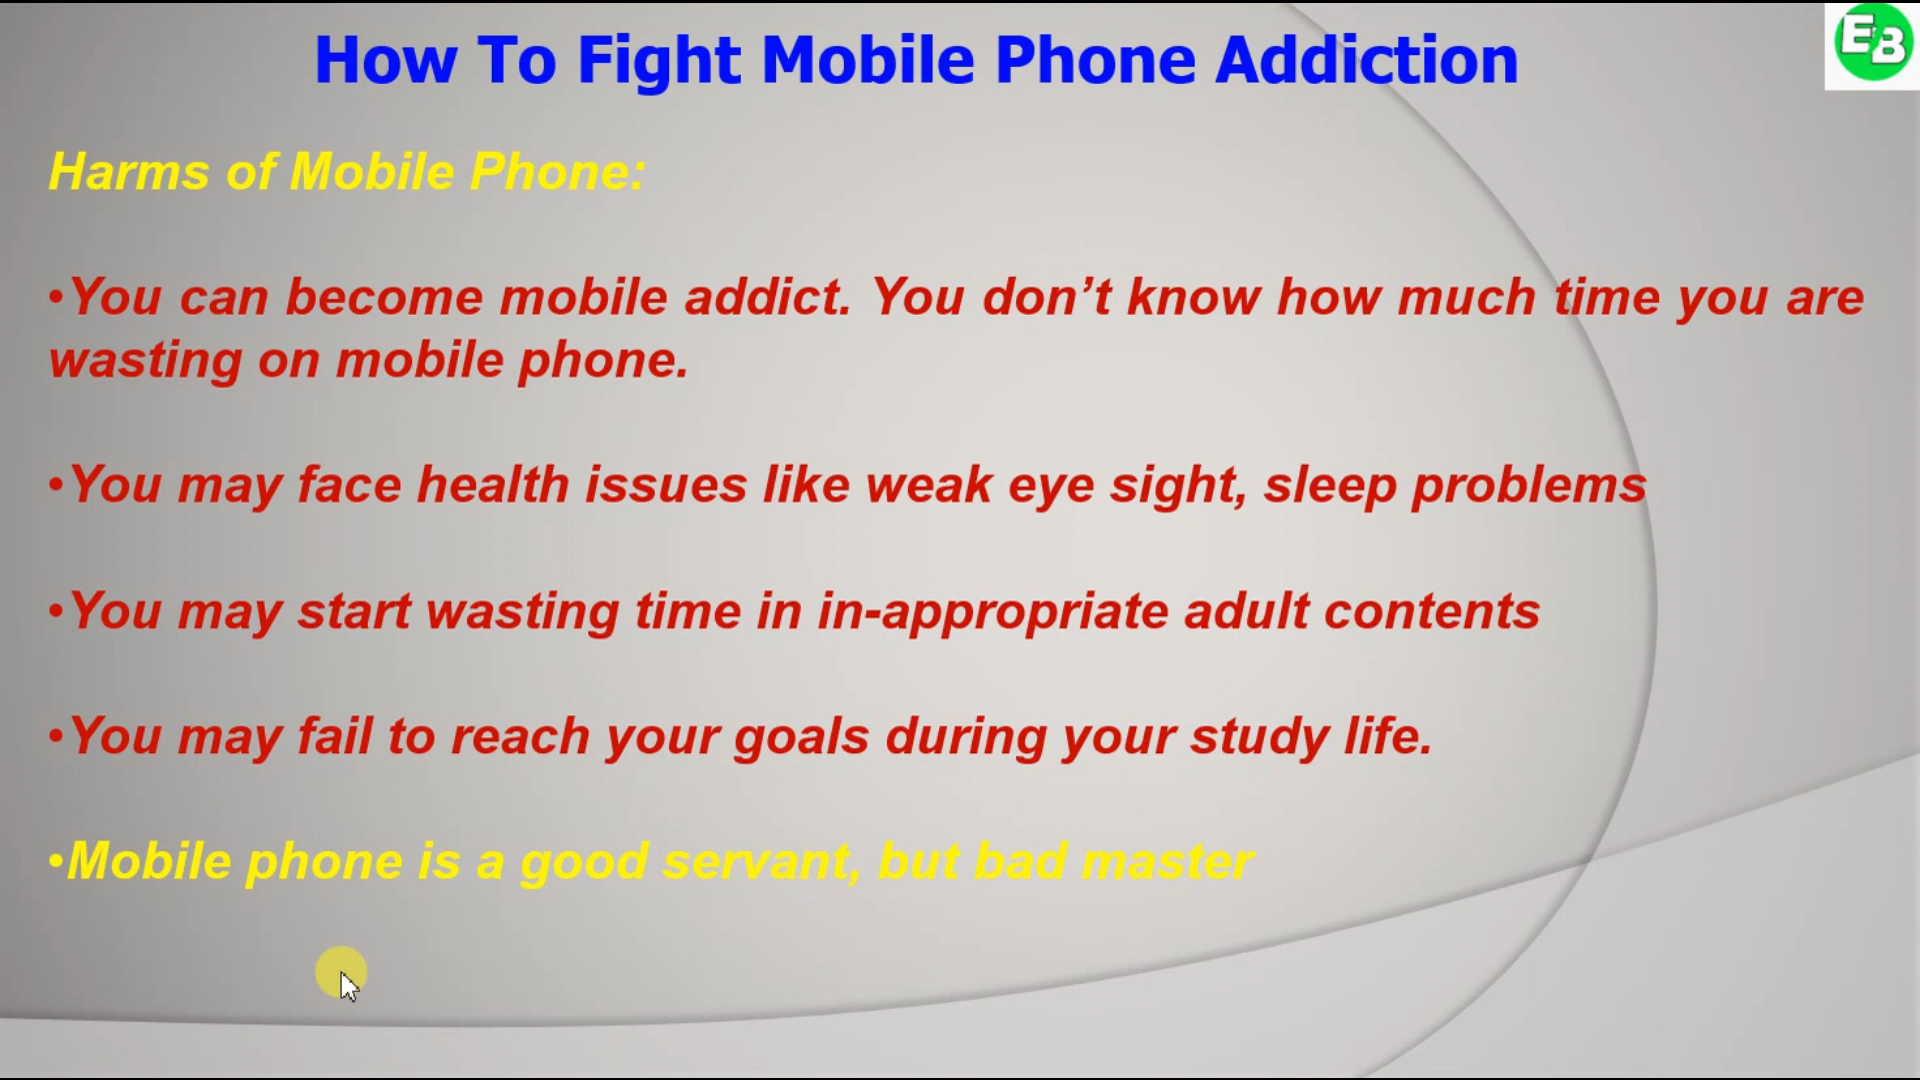 How To Fight Mobile Phone Addiction
EB
Harms of Mobile Phone:
•You can become mobile addict. You don’t know how much time you are
wasting on mobile phone.
•You may face health issues like weak eye sight, sleep problems
•You may start wasting time in in-appropriate adult contents
•You may fail to reach your goals during your study life.
•Mobile phone is a good servant, but bad master